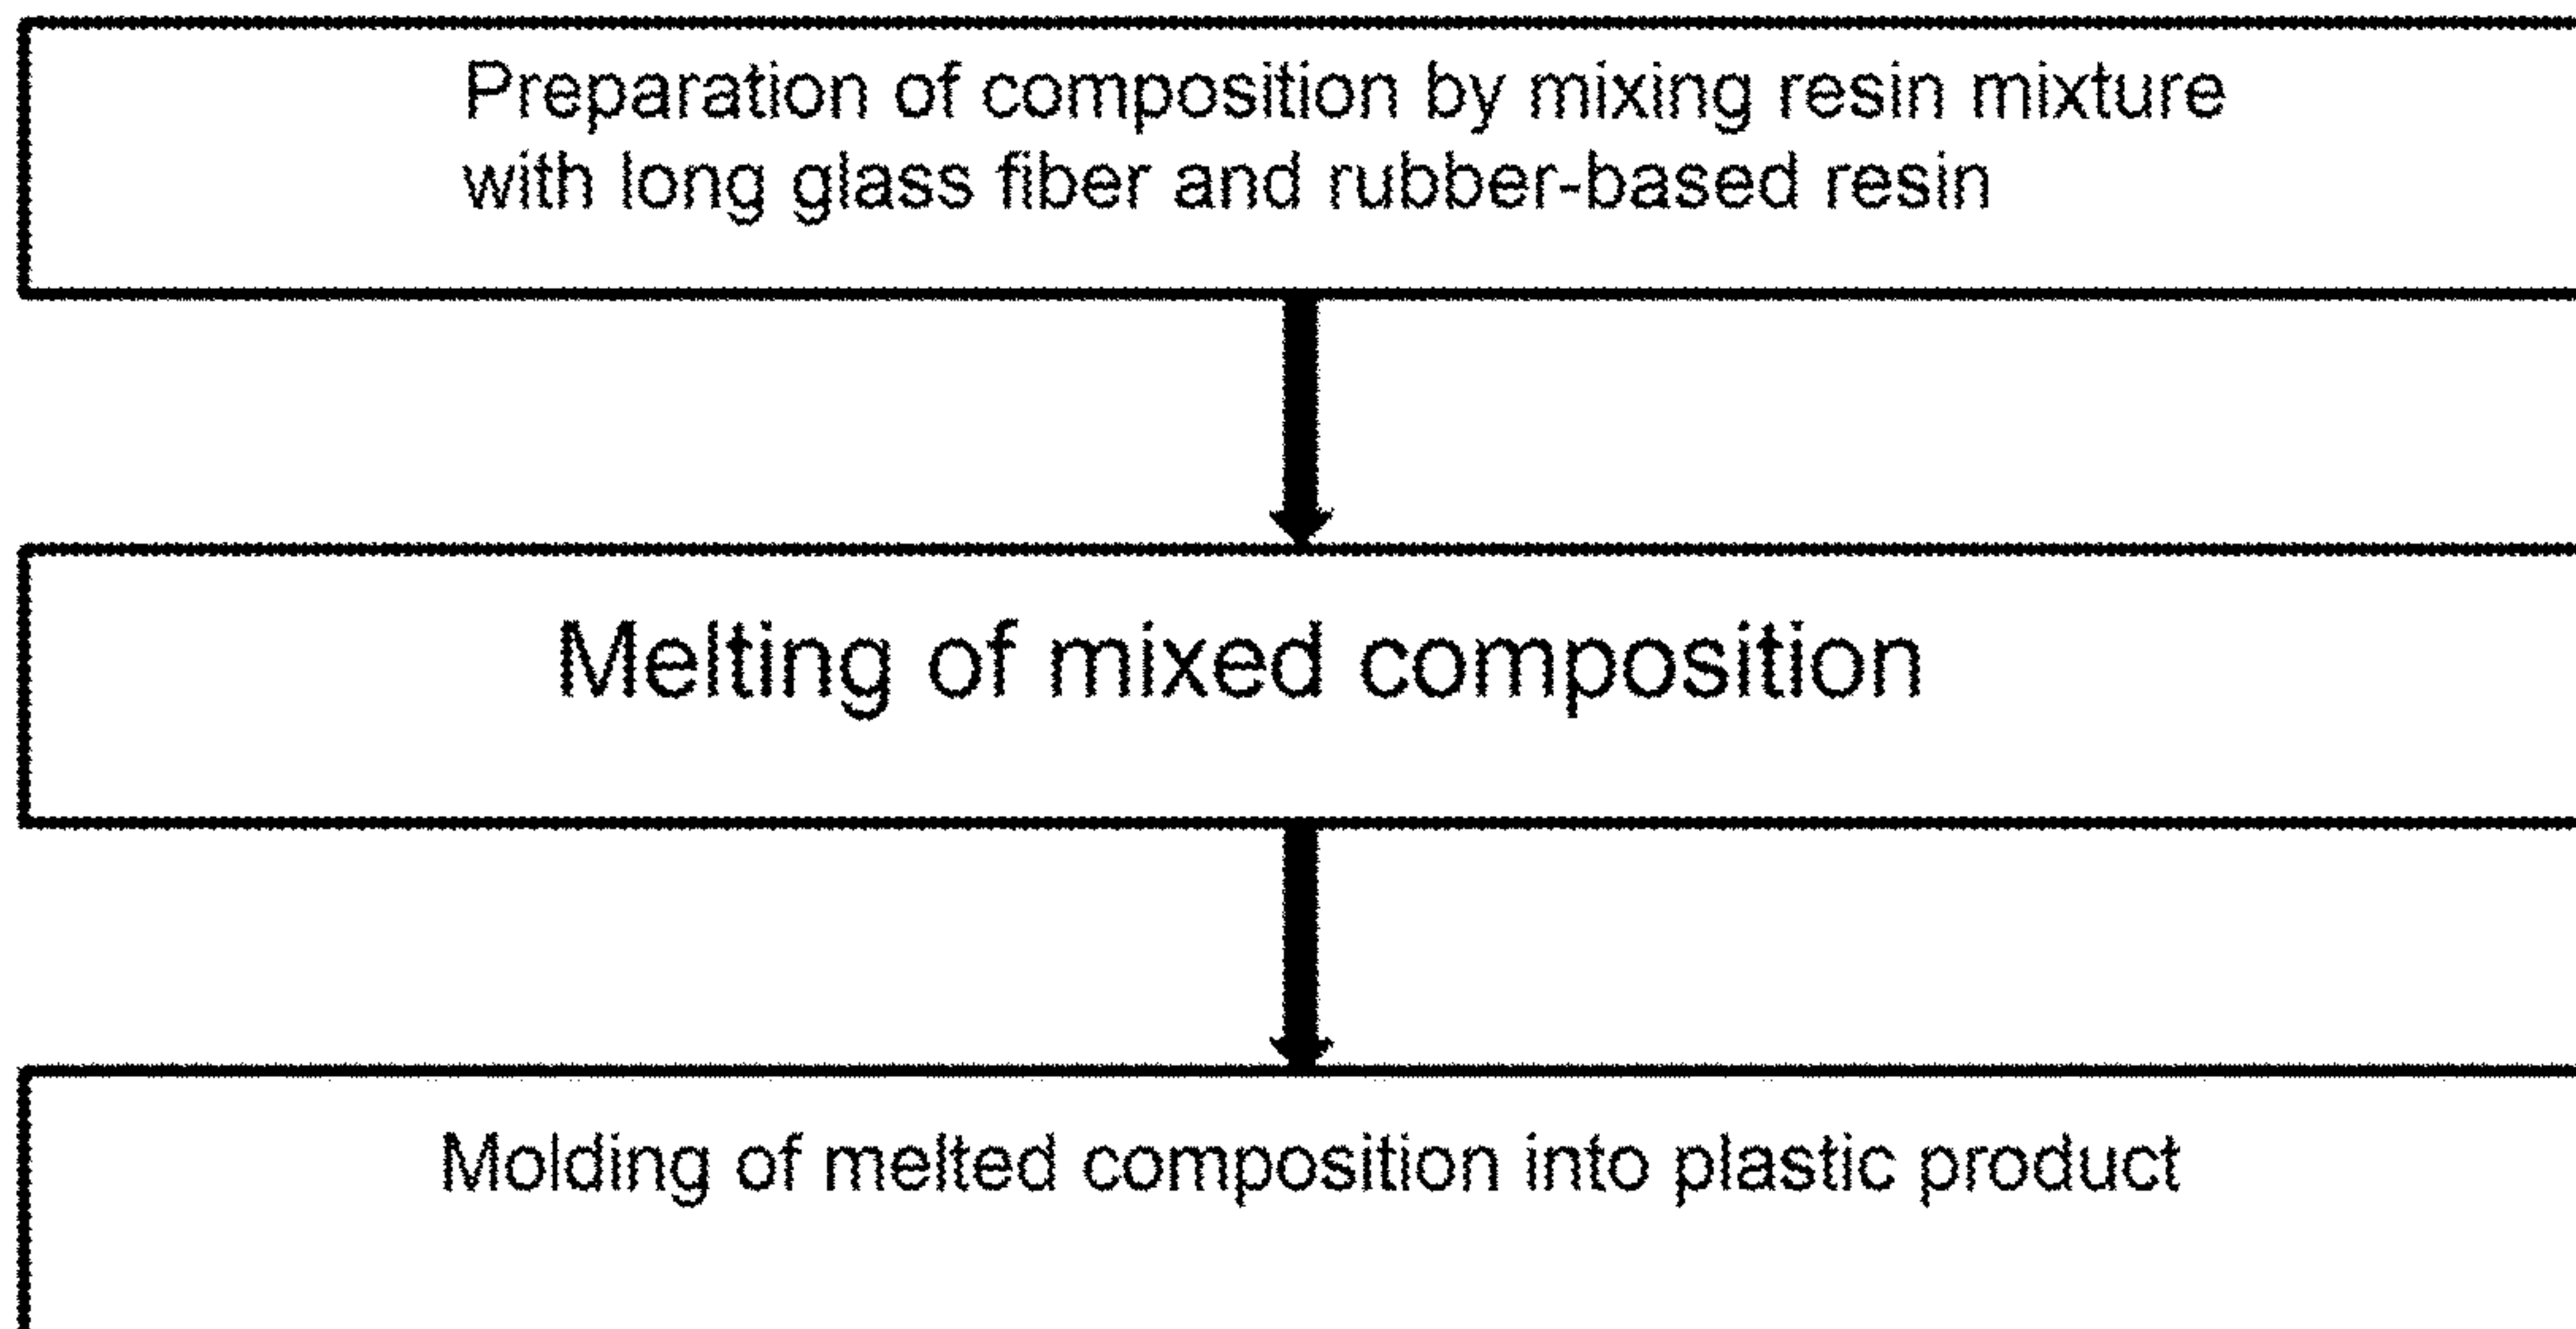 Preparation of composition by mixing resin mixture
with long glass fiber and rubber-based resin
Melting of mixed composition
Molding of melted composition into plastic product